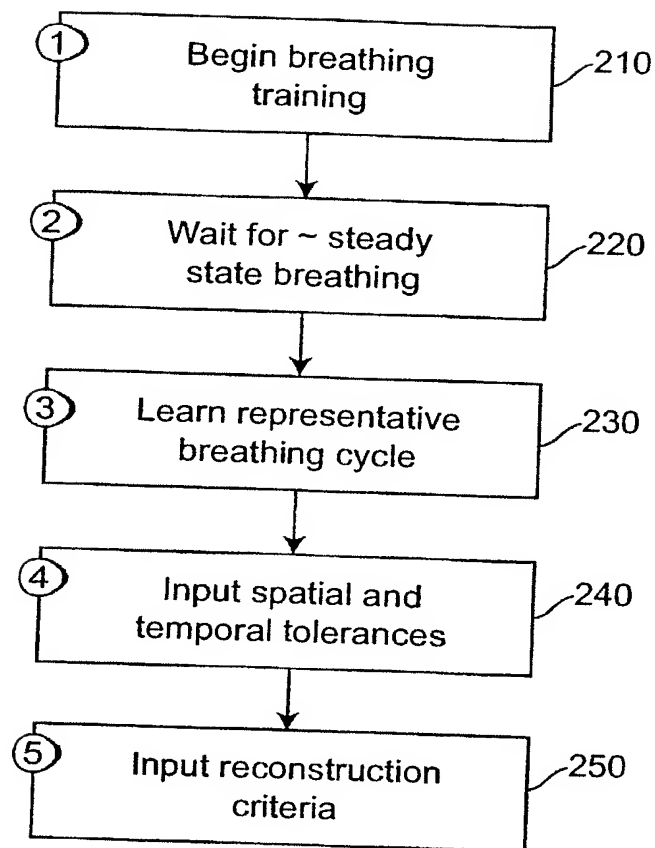 1
Begin breathing
training
210
2
Wait for ~ steady
state breathing
220
3
Learn representative
breathing cycle
230
4
Input spatial and
temporal tolerances
240
5
Input reconstruction
criteria
250